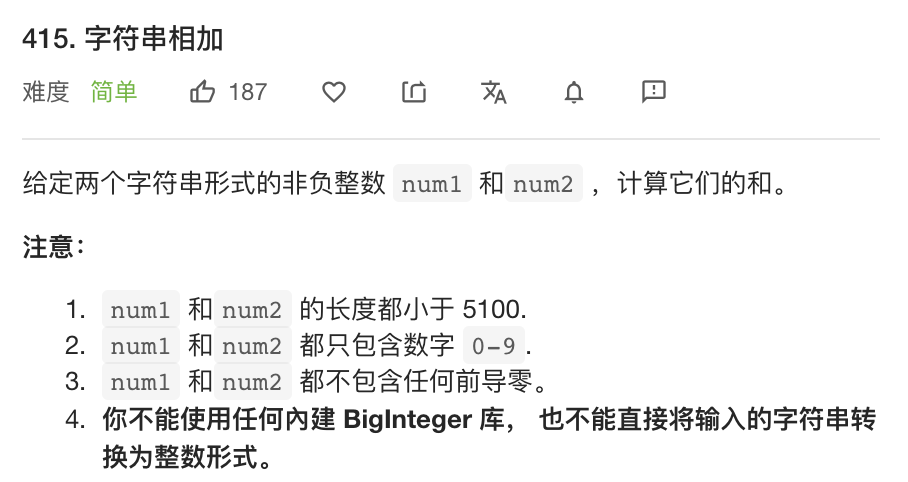 415. 字符串相加
难度 简单 187
给定两个字符串形式的非负整数 num1 和 num2 ，计算它们的和。
注意：
1. num1 和 num2 的长度都小于 5100.
2. num1 和 num2 都只包含数字 0-9 .
3. num1 和 num2 都不包含任何前导零。
4. 你不能使用任何內建 BigInteger 库， 也不能直接将输入的字符串转
换为整数形式。